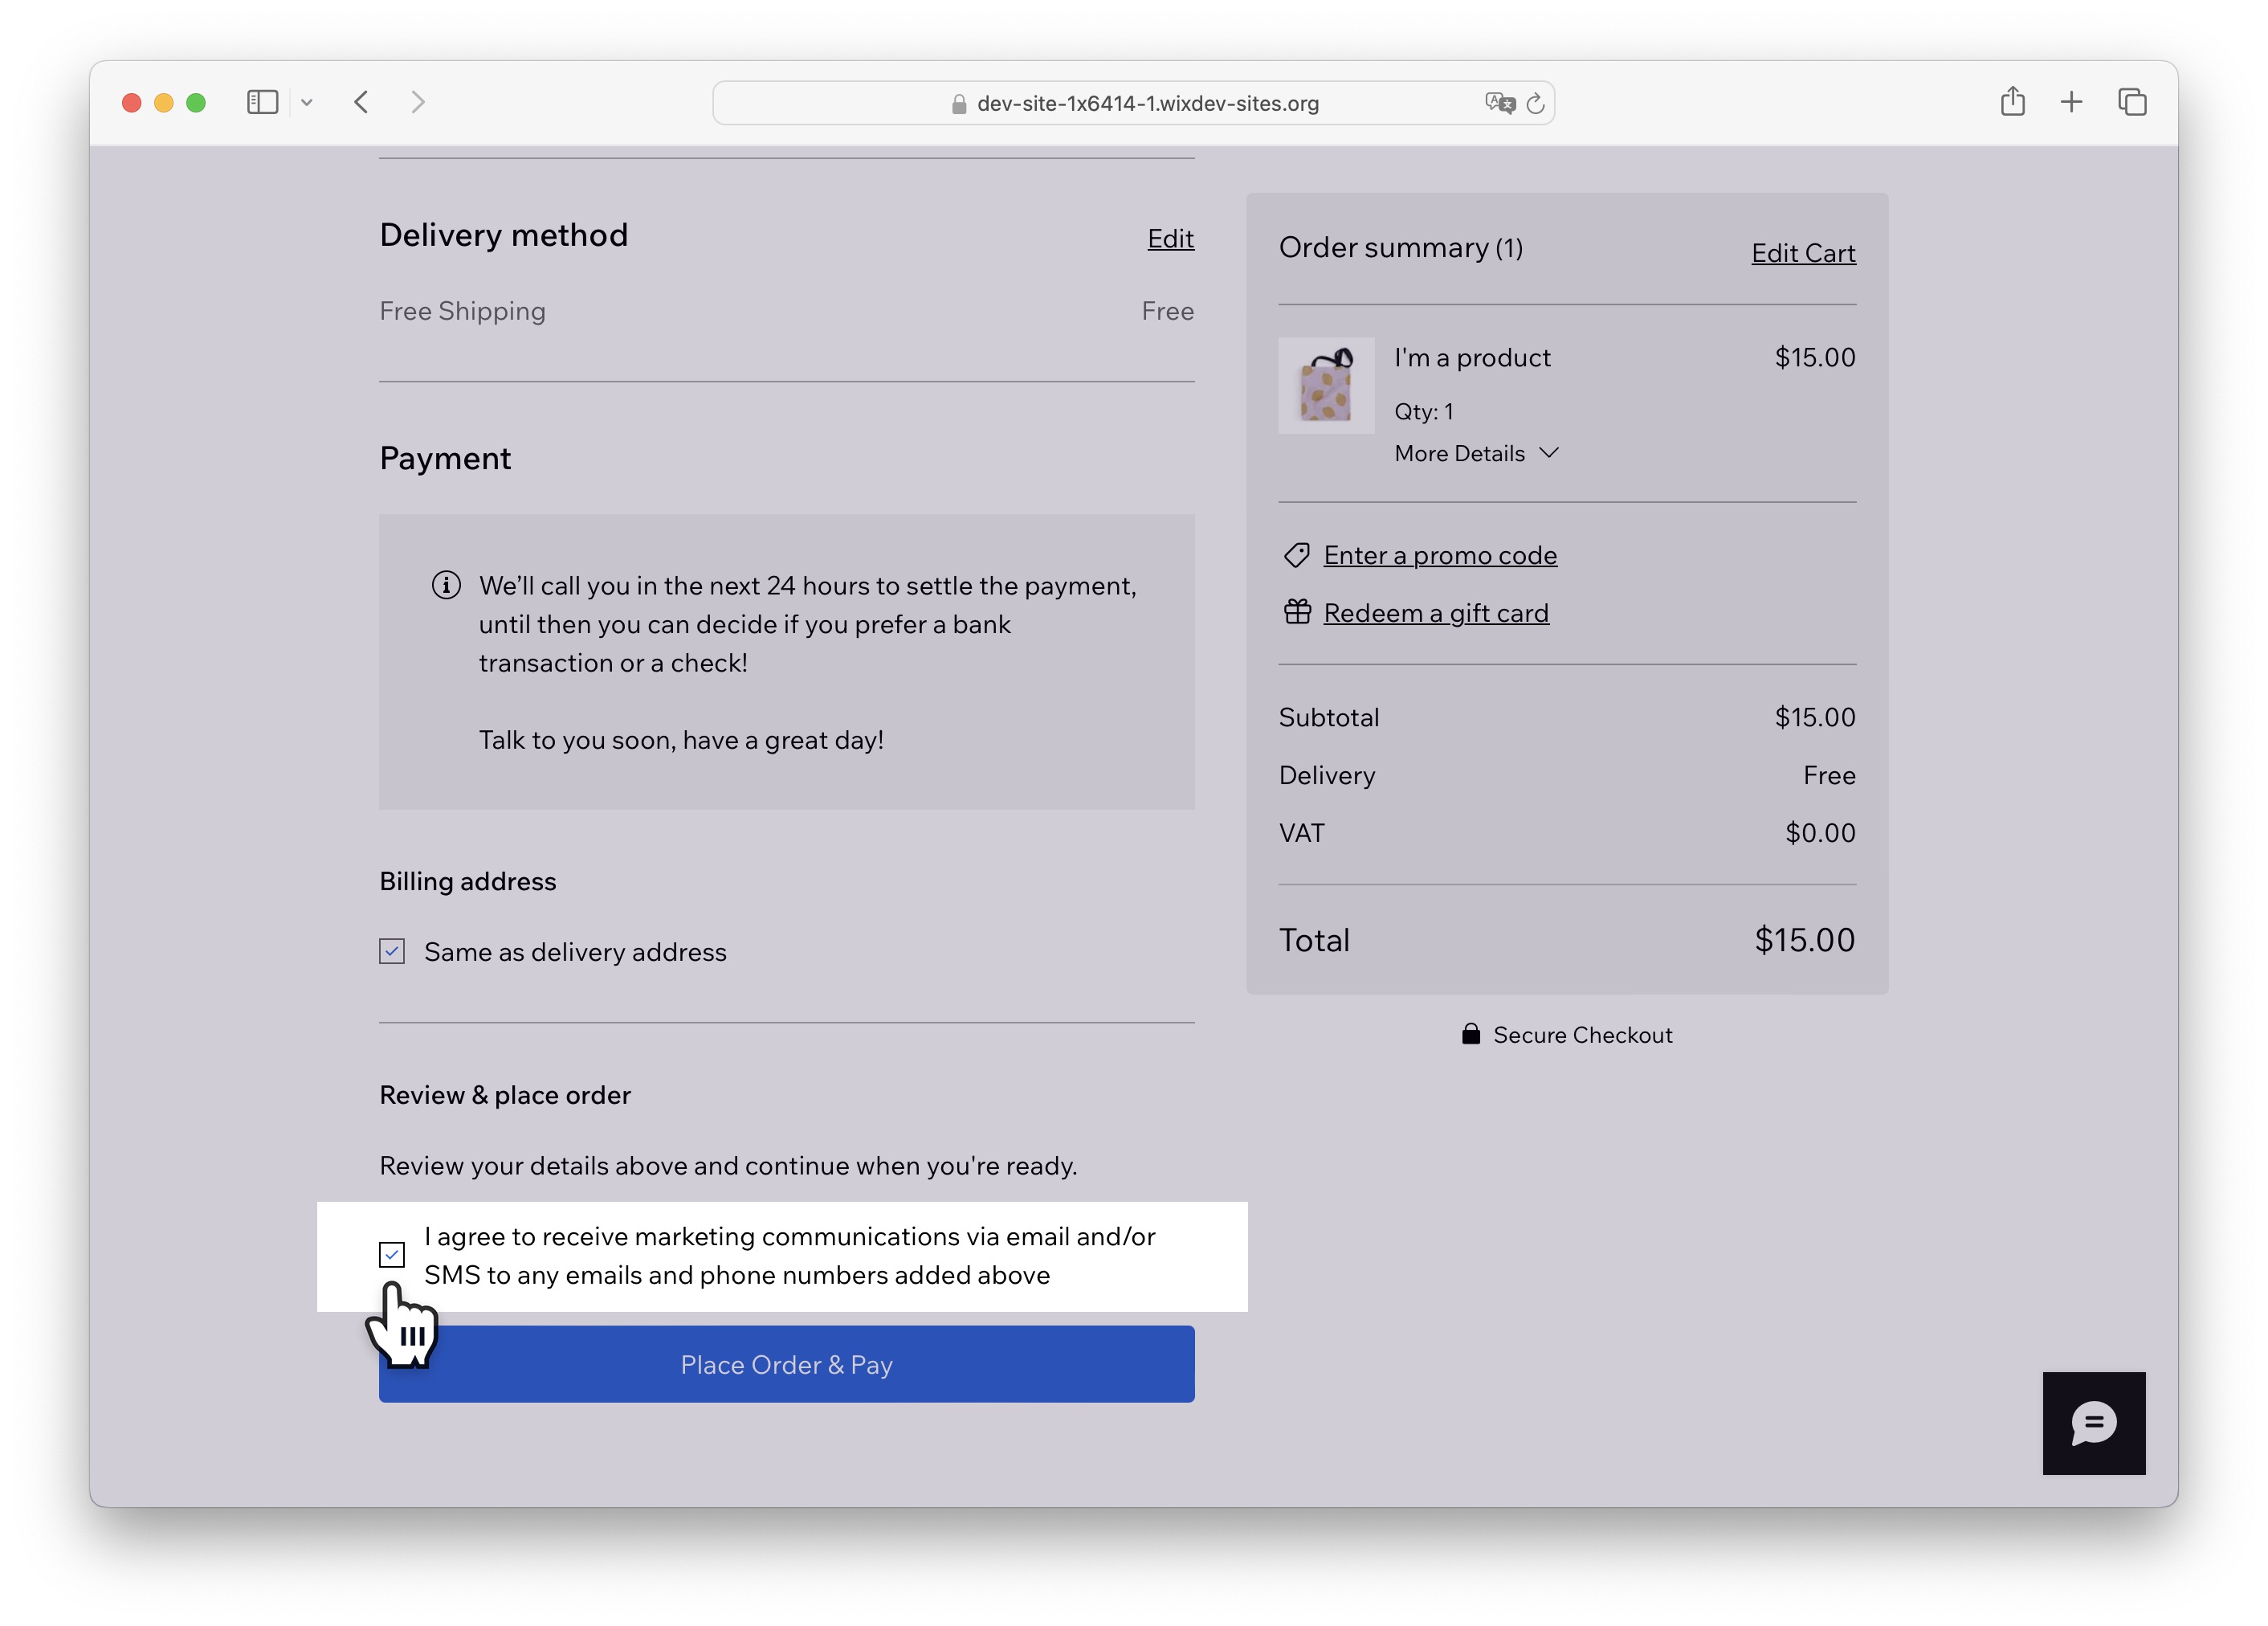 dev-site-1x6414-1.wixdev-sites.org
Delivery method
Edit
Free Shipping
Free
Payment
We’ll call you in the next 24 hours to settle the payment,
until then you can decide if you prefer a bank
transaction or a check!
Talk to you soon, have a great day!
Billing address
Same as delivery address
Review & place order
Review your details above and continue when you're ready.
I agree to receive marketing communications via email and/or
SMS to any emails and phone numbers added above
Place Order & Pay
Order summary (1)
Edit Cart
I'm a product
$15.00
Qty: 1
More Details
Enter a promo code
Redeem a gift card
Subtotal
$15.00
Delivery
Free
VAT
$0.00
Total
$15.00
Secure Checkout